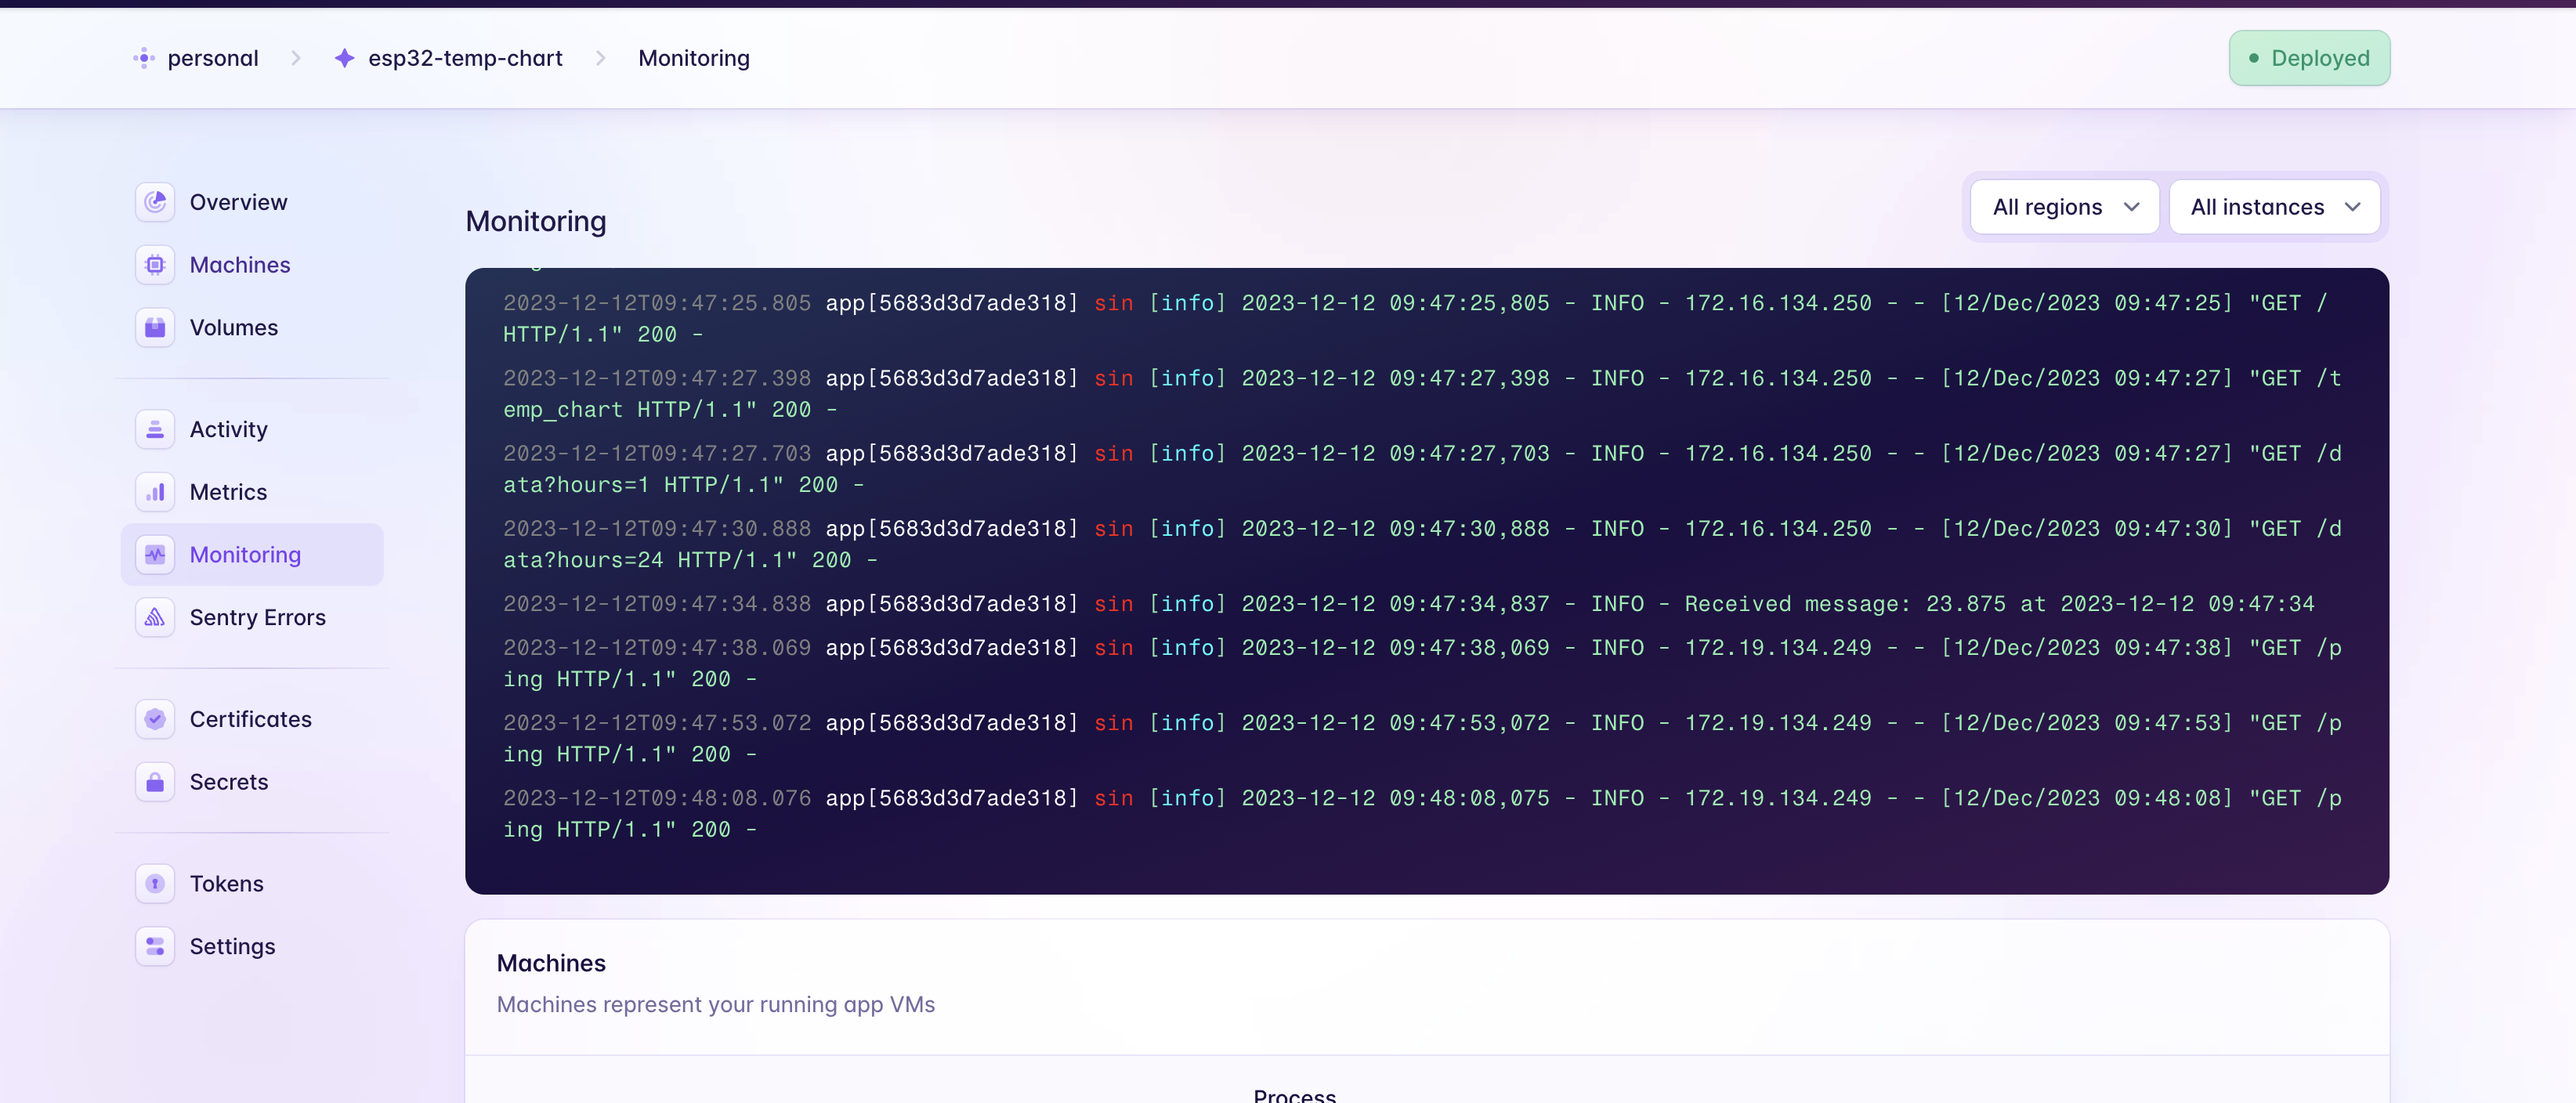 personal > esp32-temp-chart > Monitoring
Deployed
Overview
Machines
Volumes
Activity
Metrics
Monitoring
Sentry Errors
Certificates
Secrets
Tokens
Settings
Monitoring
All regions
All instances
2023-12-12T09:47:25.805 app[5683d3d7ade318] sin [info] 2023-12-12 09:47:25,805 - INFO - 172.16.134.250 - - [12/Dec/2023 09:47:25] "GET /
HTTP/1.1" 200 -
2023-12-12T09:47:27.398 app[5683d3d7ade318] sin [info] 2023-12-12 09:47:27,398 - INFO - 172.16.134.250 - - [12/Dec/2023 09:47:27] "GET /t
emp_chart HTTP/1.1" 200 -
2023-12-12T09:47:27.703 app[5683d3d7ade318] sin [info] 2023-12-12 09:47:27,703 - INFO - 172.16.134.250 - - [12/Dec/2023 09:47:27] "GET /d
ata?hours=1 HTTP/1.1" 200 -
2023-12-12T09:47:30.888 app[5683d3d7ade318] sin [info] 2023-12-12 09:47:30,888 - INFO - 172.16.134.250 - - [12/Dec/2023 09:47:30] "GET /d
ata?hours=24 HTTP/1.1" 200 -
2023-12-12T09:47:34.838 app[5683d3d7ade318] sin [info] 2023-12-12 09:47:34,837 - INFO - Received message: 23.875 at 2023-12-12 09:47:34
2023-12-12T09:47:38.069 app[5683d3d7ade318] sin [info] 2023-12-12 09:47:38,069 - INFO - 172.19.134.249 - - [12/Dec/2023 09:47:38] "GET /p
ing HTTP/1.1" 200 -
2023-12-12T09:47:53.072 app[5683d3d7ade318] sin [info] 2023-12-12 09:47:53,072 - INFO - 172.19.134.249 - - [12/Dec/2023 09:47:53] "GET /p
ing HTTP/1.1" 200 -
2023-12-12T09:48:08.076 app[5683d3d7ade318] sin [info] 2023-12-12 09:48:08,075 - INFO - 172.19.134.249 - - [12/Dec/2023 09:48:08] "GET /p
ing HTTP/1.1" 200 -
Machines
Machines represent your running app VMs
Process